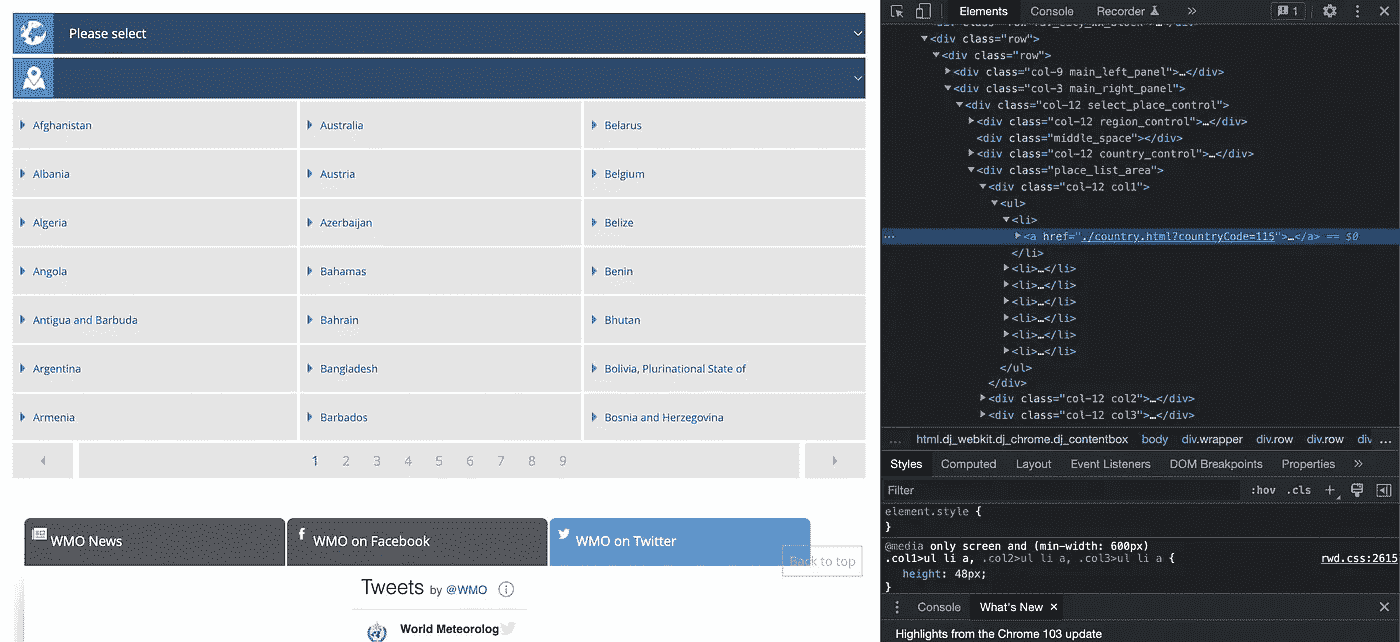 Please select
Afghanistan Australia Belarus
Albania Austria Belgium
Algeria Azerbaijan Belize
Angola Bahamas Benin
Antigua and Barbuda Bahrain Bhutan
Argentina Bangladesh Bolivia, Plurinational State of
Armenia Barbados Bosnia and Herzegovina
1 2 3 4 5 6 7 8 9
WMO News WMO on Facebook WMO on Twitter
Back to top
Tweets by @WMO
World Meteorolog
Elements Console Recorder » 1
<div class="row">
<div class="row">
<div class="col-9 main_left_panel">…</div>
<div class="col-3 main_right_panel">
<div class="col-12 select_place_control">
<div class="col-12 region_control">…</div>
<div class="middle_space"></div>
<div class="col-12 country_control">…</div>
<div class="place_list_area">
<div class="col-12 col1">
<ul>
<li>
<a href="./country.html?countryCode=115">…</a> == $0
</li>
<li>…</li>
<li>…</li>
<li>…</li>
<li>…</li>
<li>…</li>
<li>…</li>
</ul>
</div>
<div class="col-12 col2">…</div>
<div class="col-12 col3">…</div>
… html.dj_webkit.dj_chrome.dj_contentbox body div.wrapper div.row div.row div …
Styles Computed Layout Event Listeners DOM Breakpoints Properties »
Filter :hov .cls +
element.style {
}
@media only screen and (min-width: 600px)
.col1>ul li a, .col2>ul li a, .col3>ul li a { rwd.css:2615
height: 48px;
}
Console What's New ×
Highlights from the Chrome 103 update